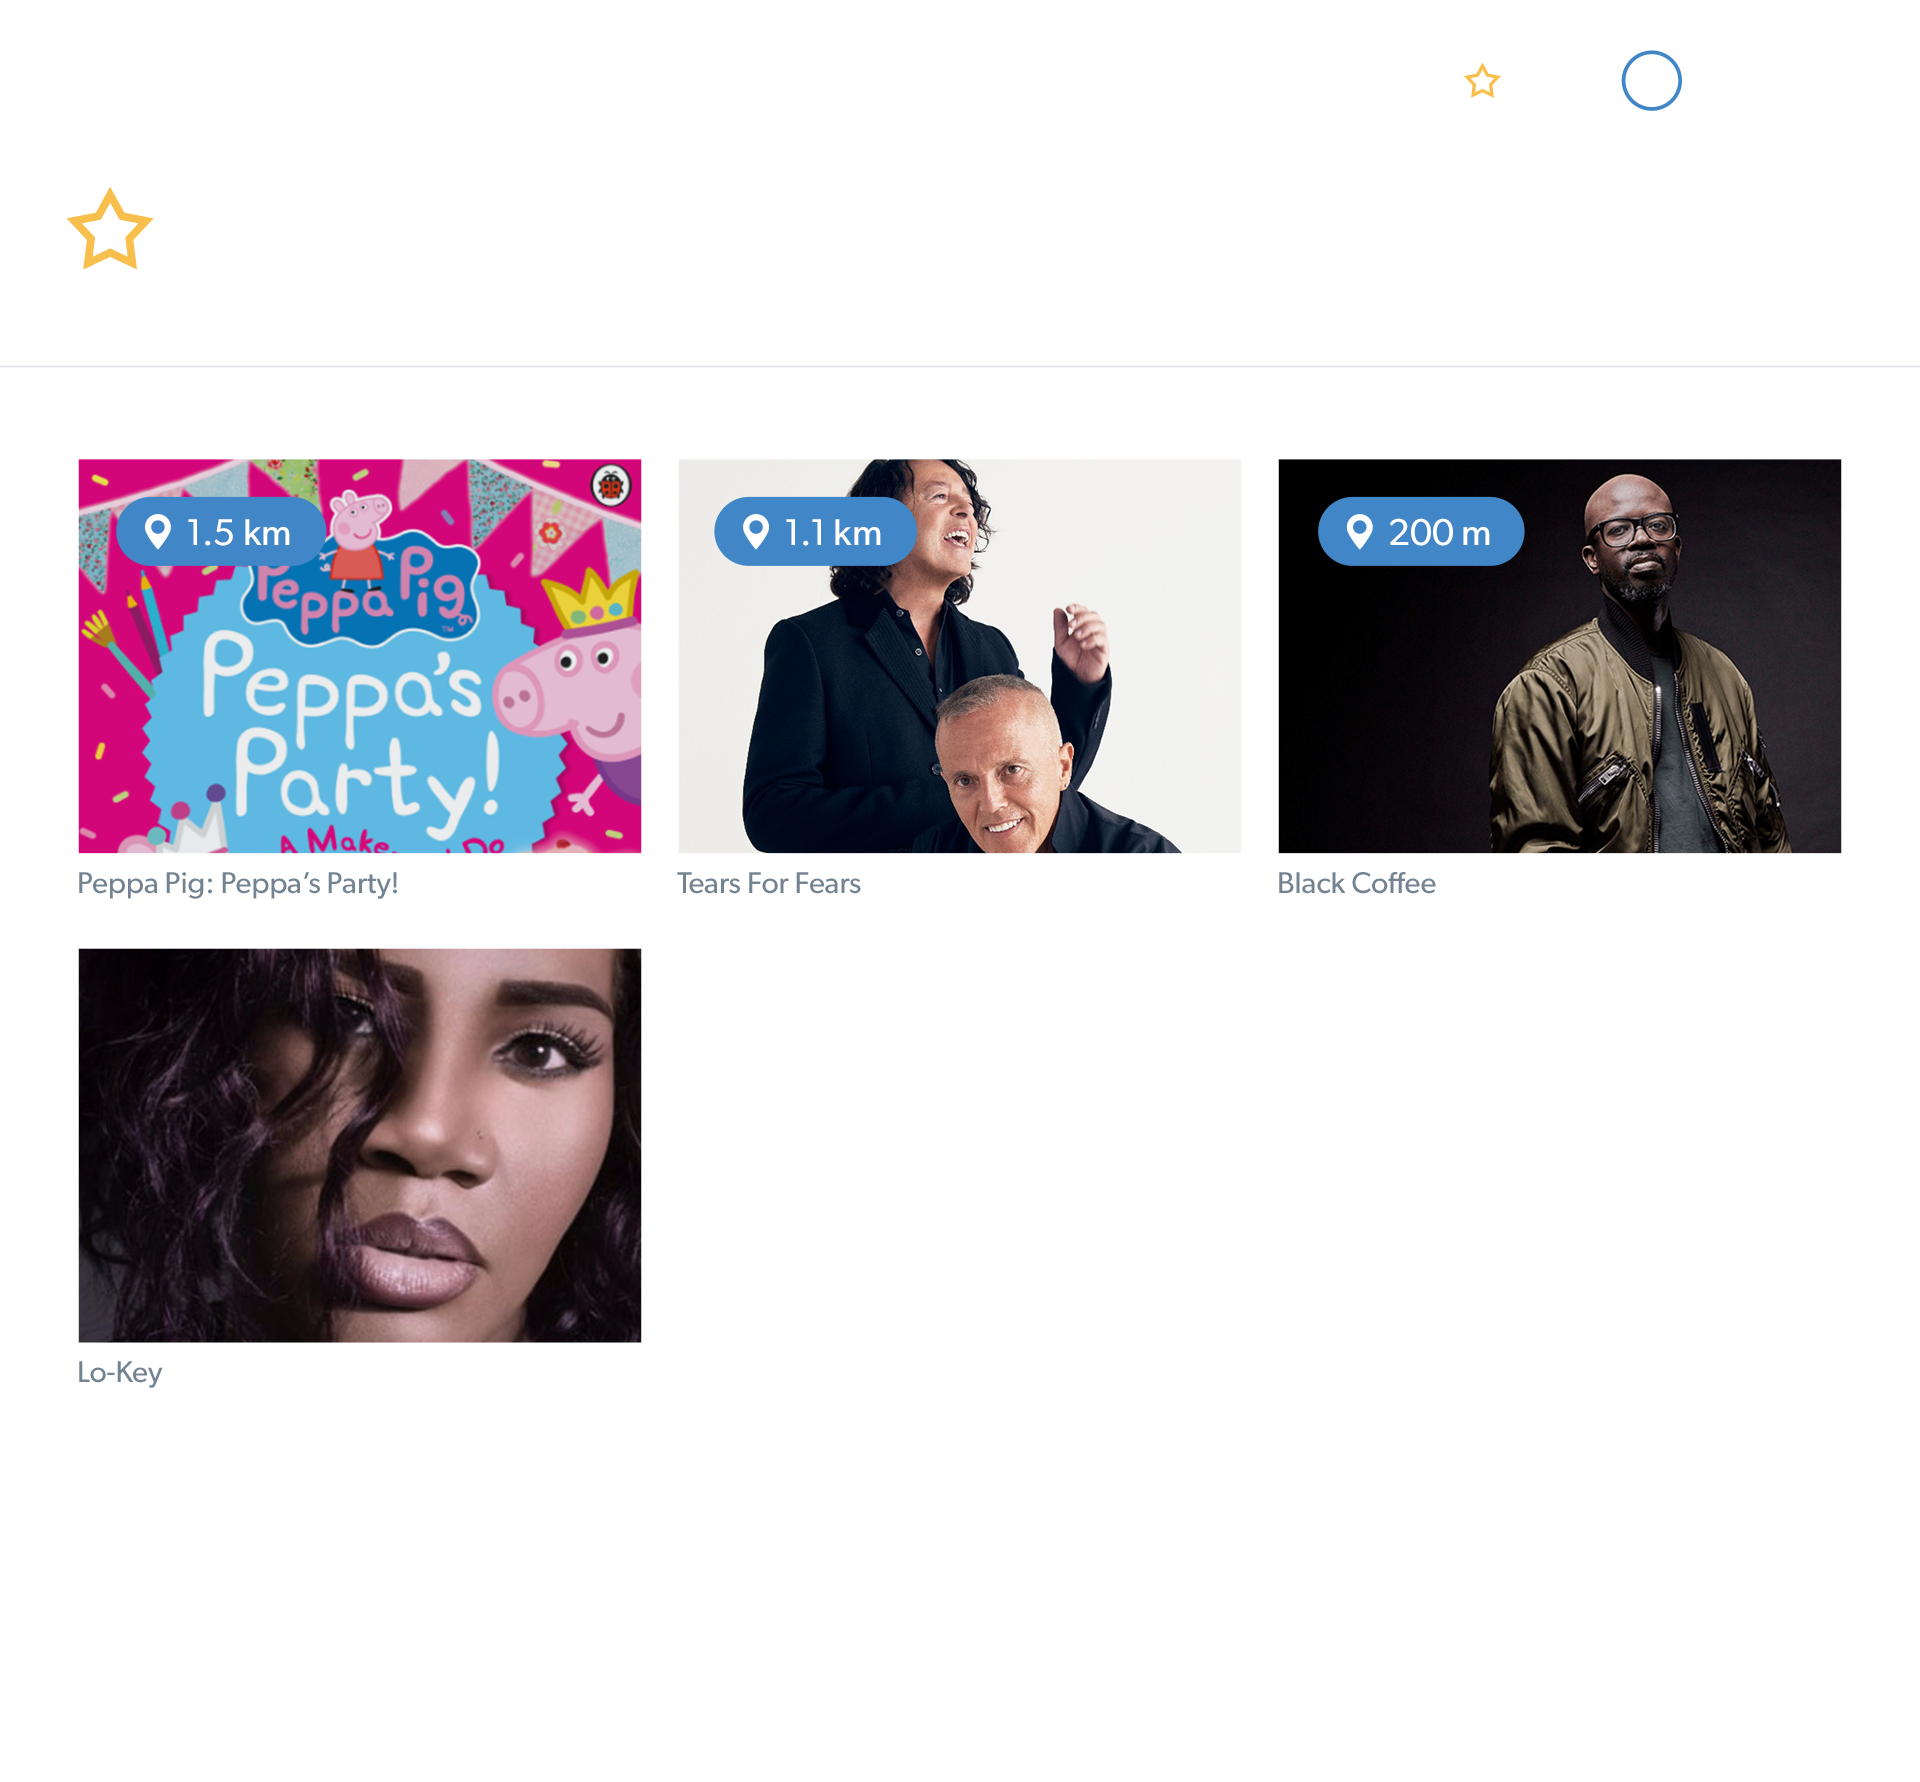 1.5 km
Peppa Pig
TM
Peppa's
Party!
A Make
Do
1.1 km
200 m
Peppa Pig: Peppa’s Party!
Tears For Fears
Black Coffee
Lo-Key